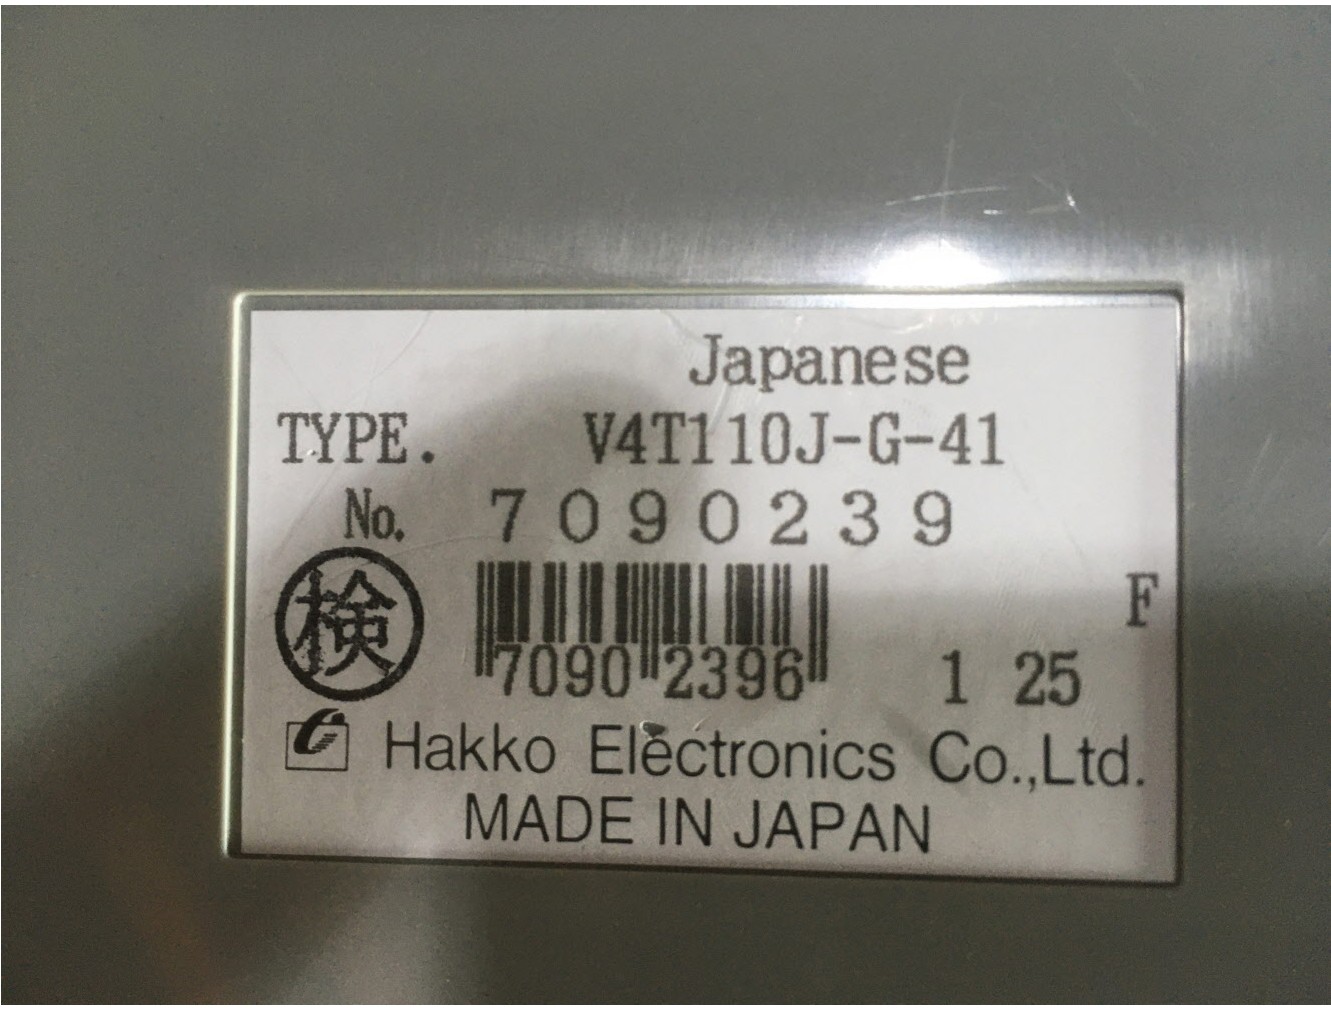 Japanese
TYPE. V4T110J-G-41
No. 7090239
検
F
7090 2396
1 25
Hakko Electronics Co.,Ltd.
MADE IN JAPAN